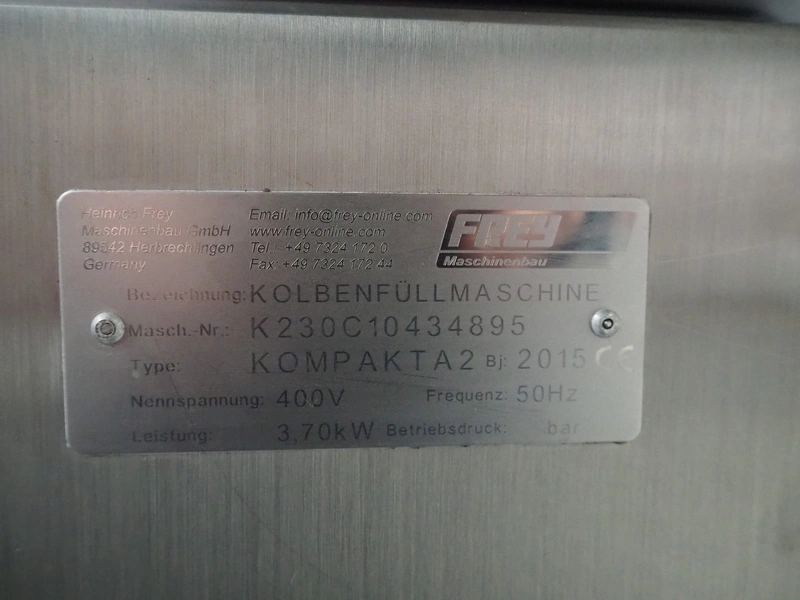 Heinrich Frey
Maschinenbau GmbH
89542 Herbrechtingen
Germany
Email: info@frey-online.com
www.frey-online.com
Tel.: +49 7324 172 0
Fax: +49 7324 172 44
FREY
Maschinenbau
Bezeichnung: KOLBENFÜLLMASCHINE
Masch.-Nr.: K230C10434895
Type: KOMPAKTA2 Bj: 2015 CE
Nennspannung: 400V Frequenz: 50Hz
Leistung: 3,70kW Betriebsdruck: bar